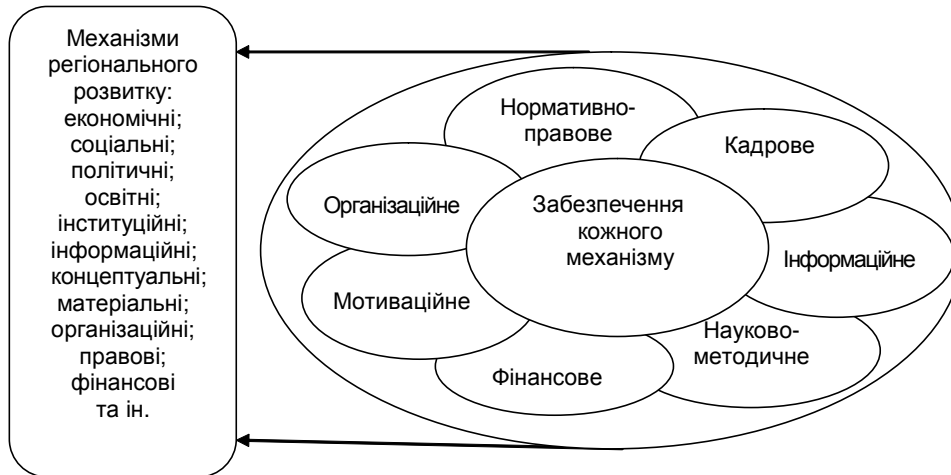 Механізми
регіонального
розвитку:
економічні;
соціальні;
політичні;
освітні;
інституційні;
інформаційні;
концептуальні;
матеріальні;
організаційні;
правові;
фінансові
та ін.
Нормативно-
правове
Кадрове
Організаційне
Забезпечення
кожного
механізму
Інформаційне
Мотиваційне
Науково-
методичне
Фінансове